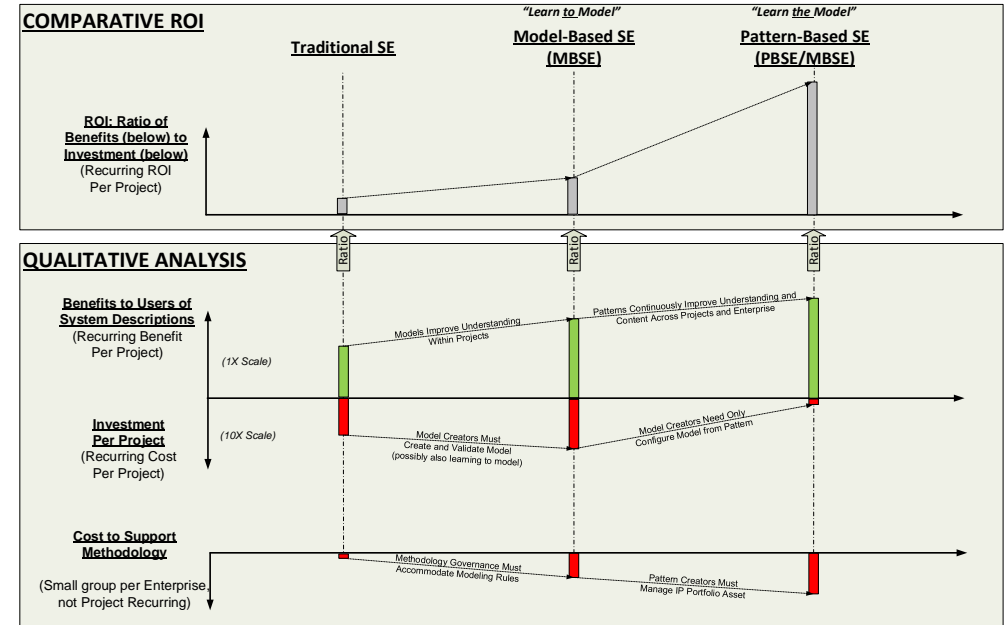 COMPARATIVE ROI
"Learn to Model"
"Learn the Model"
Traditional SE
Model-Based SE
(MBSE)
Pattern-Based SE
(PBSE/MBSE)
ROI: Ratio of
Benefits (below) to
Investment (below)
(Recurring ROI
Per Project)
Ratio
Ratio
Ratio
QUALITATIVE ANALYSIS
Benefits to Users of
System Descriptions
(Recurring Benefit
Per Project)
(1X Scale)
Models Improve Understanding
Within Projects
Patterns Continuously Improve Understanding and
Content Across Projects and Enterprise
Investment
Per Project
(Recurring Cost
Per Project)
(10X Scale)
Model Creators Must
Create and Validate Model
(possibly also learning to model)
Model Creators Need Only
Configure Model from Pattern
Cost to Support
Methodology
(Small group per Enterprise,
not Project Recurring)
Methodology Governance Must
Accommodate Modeling Rules
Pattern Creators Must
Manage IP Portfolio Asset